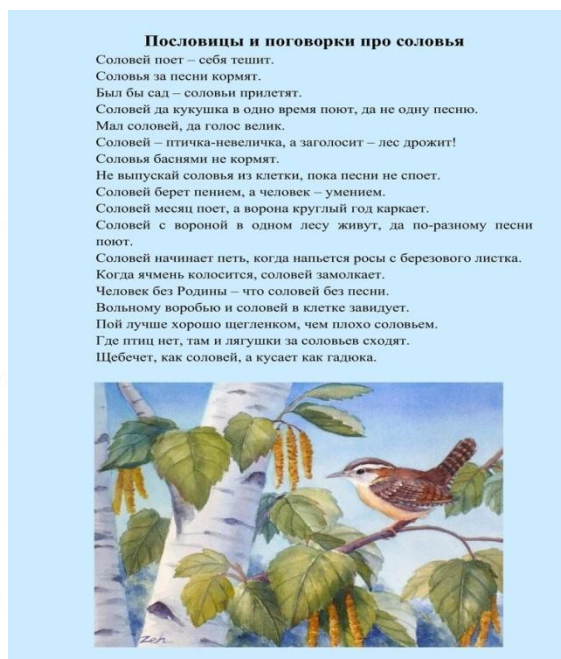 Пословицы и поговорки про соловья
Соловей поет – себя тешит.
Соловья за песни кормят.
Был бы сад – соловьи прилетят.
Соловей да кукушка в одно время поют, да не одну песню.
Мал соловей, да голос велик.
Соловей – птичка-невеличка, а заголосит – лес дрожит!
Соловья баснями не кормят.
Не выпускай соловья из клетки, пока песни не споет.
Соловей берет пением, а человек – умением.
Соловей месяц поет, а ворона круглый год каркает.
Соловей с вороной в одном лесу живут, да по-разному песни
поют.
Соловей начинает петь, когда напьется росы с березового листка.
Когда ячмень колосится, соловей замолкает.
Человек без Родины – что соловей без песни.
Вольному воробью и соловей в клетке завидует.
Пой лучше хорошо щегленком, чем плохо соловьем.
Где птиц нет, там и лягушки за соловьев сходят.
Щебечет, как соловей, а кусает как гадюка.
Zeh